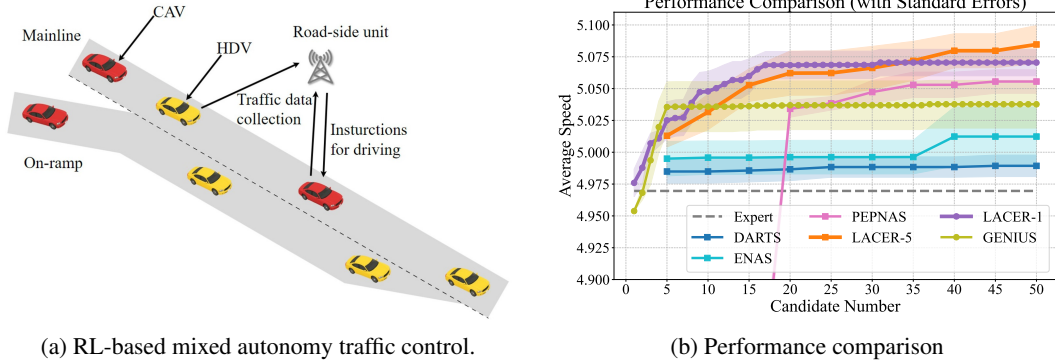 CAV
Mainline
HDV
Road-side unit
Traffic data
collection
Insturctions
for driving
On-ramp
(a) RL-based mixed autonomy traffic control.
Performance Comparison (with Standard Errors)
Average Speed
5.100
5.075
5.050
5.025
5.000
4.975
4.950
4.925
4.900
Expert
DARTS
ENAS
PEPNAS
LACER-5
LACER-1
GENIUS
0 5 10 15 20 25 30 35 40 45 50
Candidate Number
(b) Performance comparison